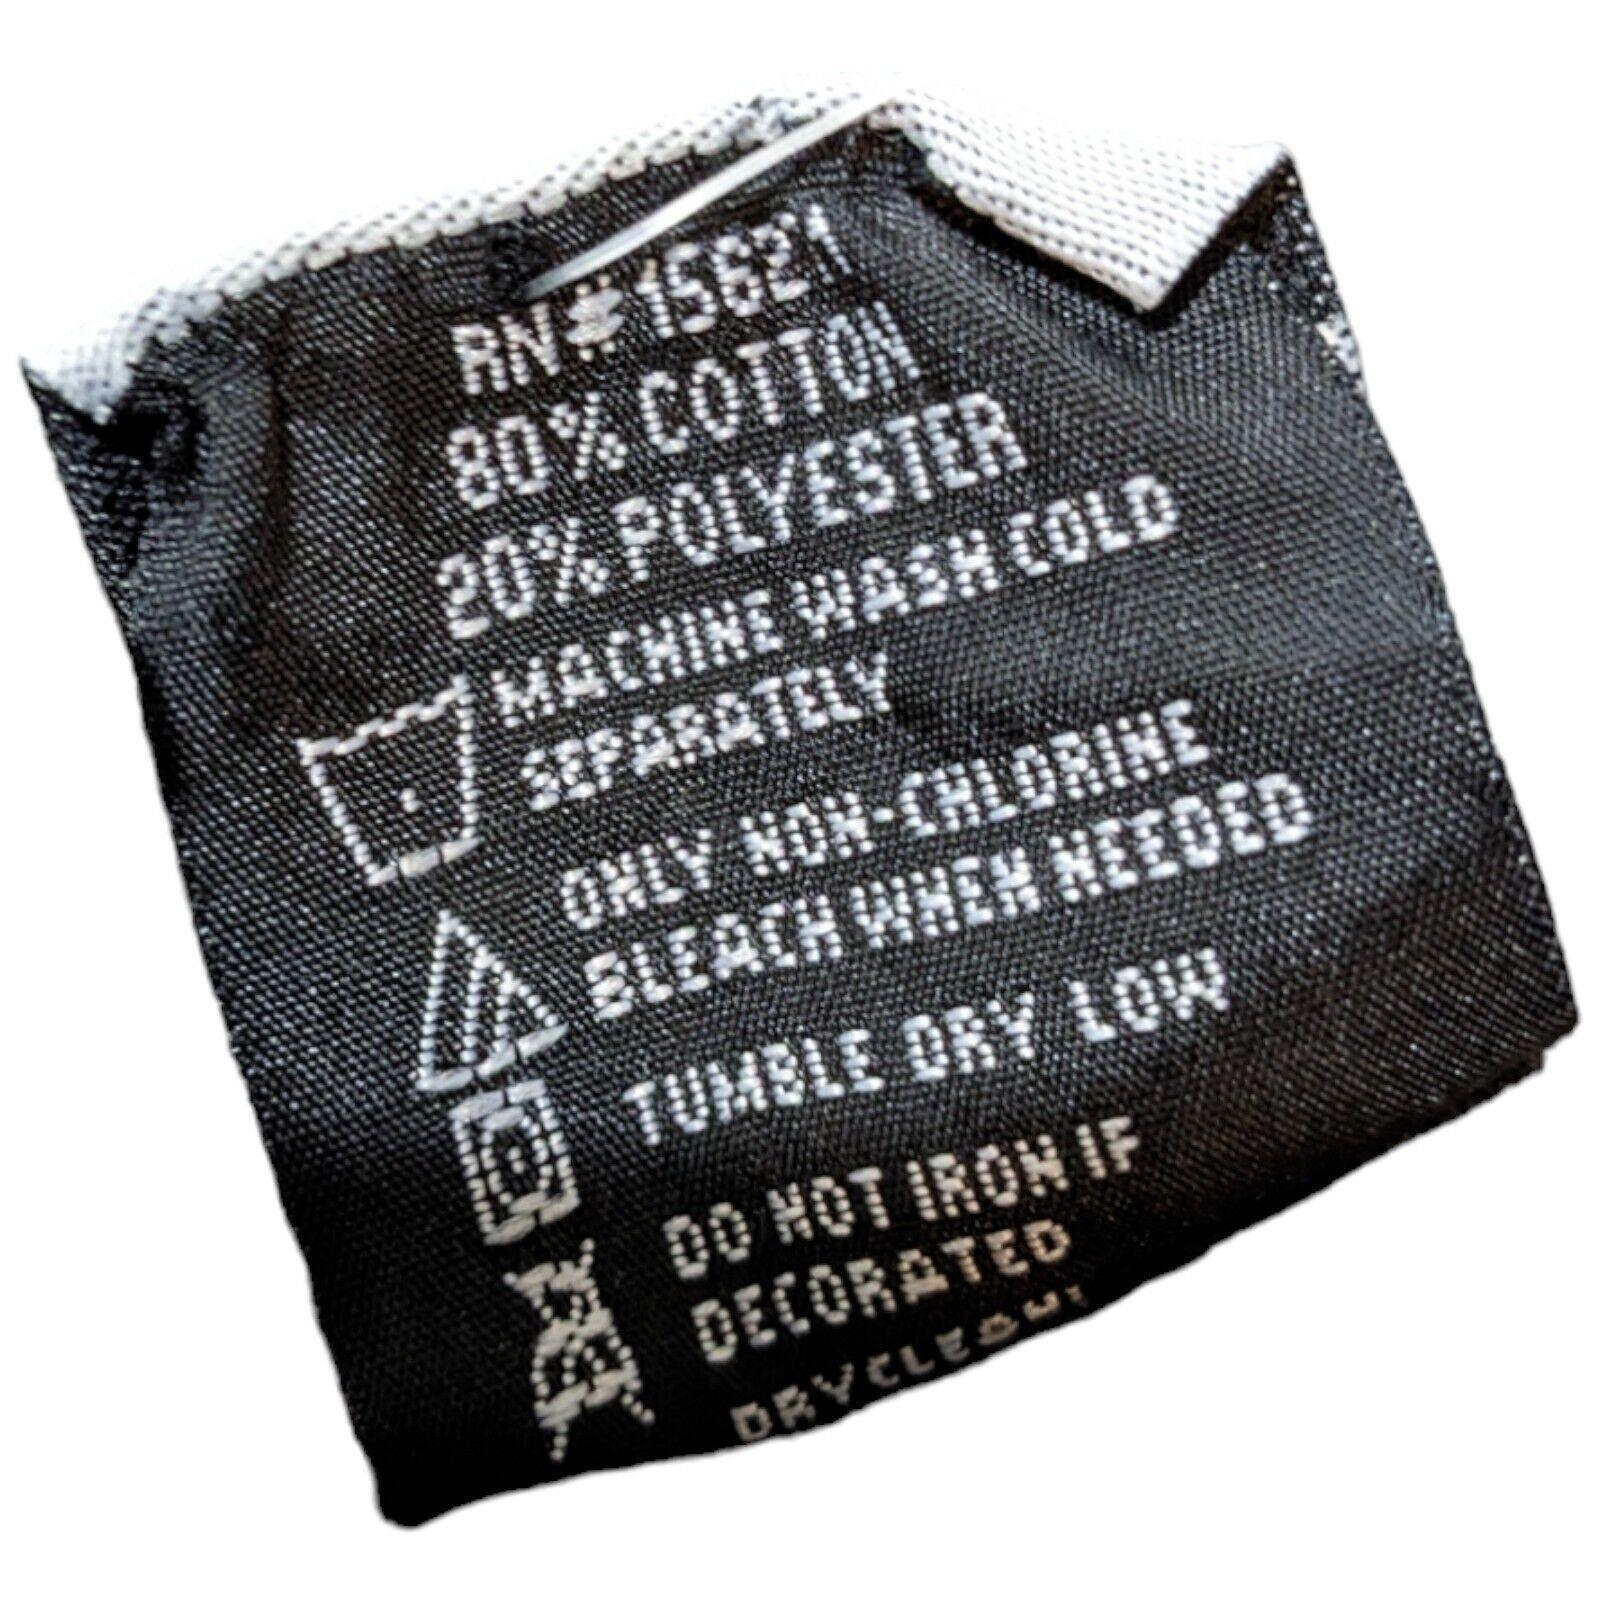 RN# 15621
80% COTTON
20% POLYESTER
MACHINE WASH COLD
SEPARATELY
ONLY NON-CHLORINE
BLEACH WHEN NEEDED
TUMBLE DRY LOW
DO NOT IRON IF
DECORATED